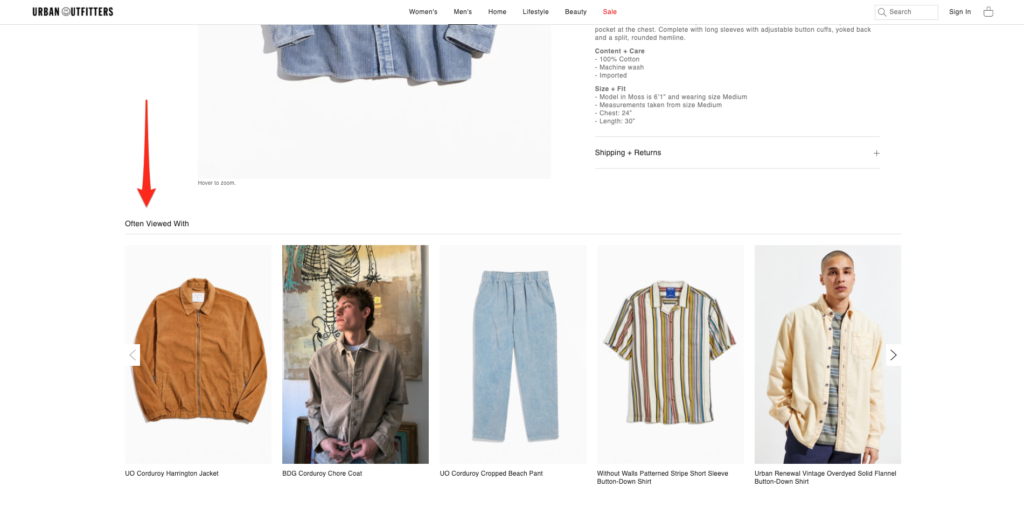 URBAN OUTFITTERS
Women's Men's Home Lifestyle Beauty Sale
Search
Sign In
pocket at the chest. Complete with long sleeves with adjustable button cuffs, yoked back
and a split, rounded hemline.
Content + Care
- 100% Cotton
- Machine wash
- Imported
Size + Fit
- Model in Moss is 6'1" and wearing size Medium
- Measurements taken from size Medium
- Chest: 24"
- Length: 30"
Shipping + Returns
Hover to zoom.
Often Viewed With
UO Corduroy Harrington Jacket
BDG Corduroy Chore Coat
UO Corduroy Cropped Beach Pant
Without Walls Patterned Stripe Short Sleeve
Button-Down Shirt
Urban Renewal Vintage Overdyed Solid Flannel
Button-Down Shirt